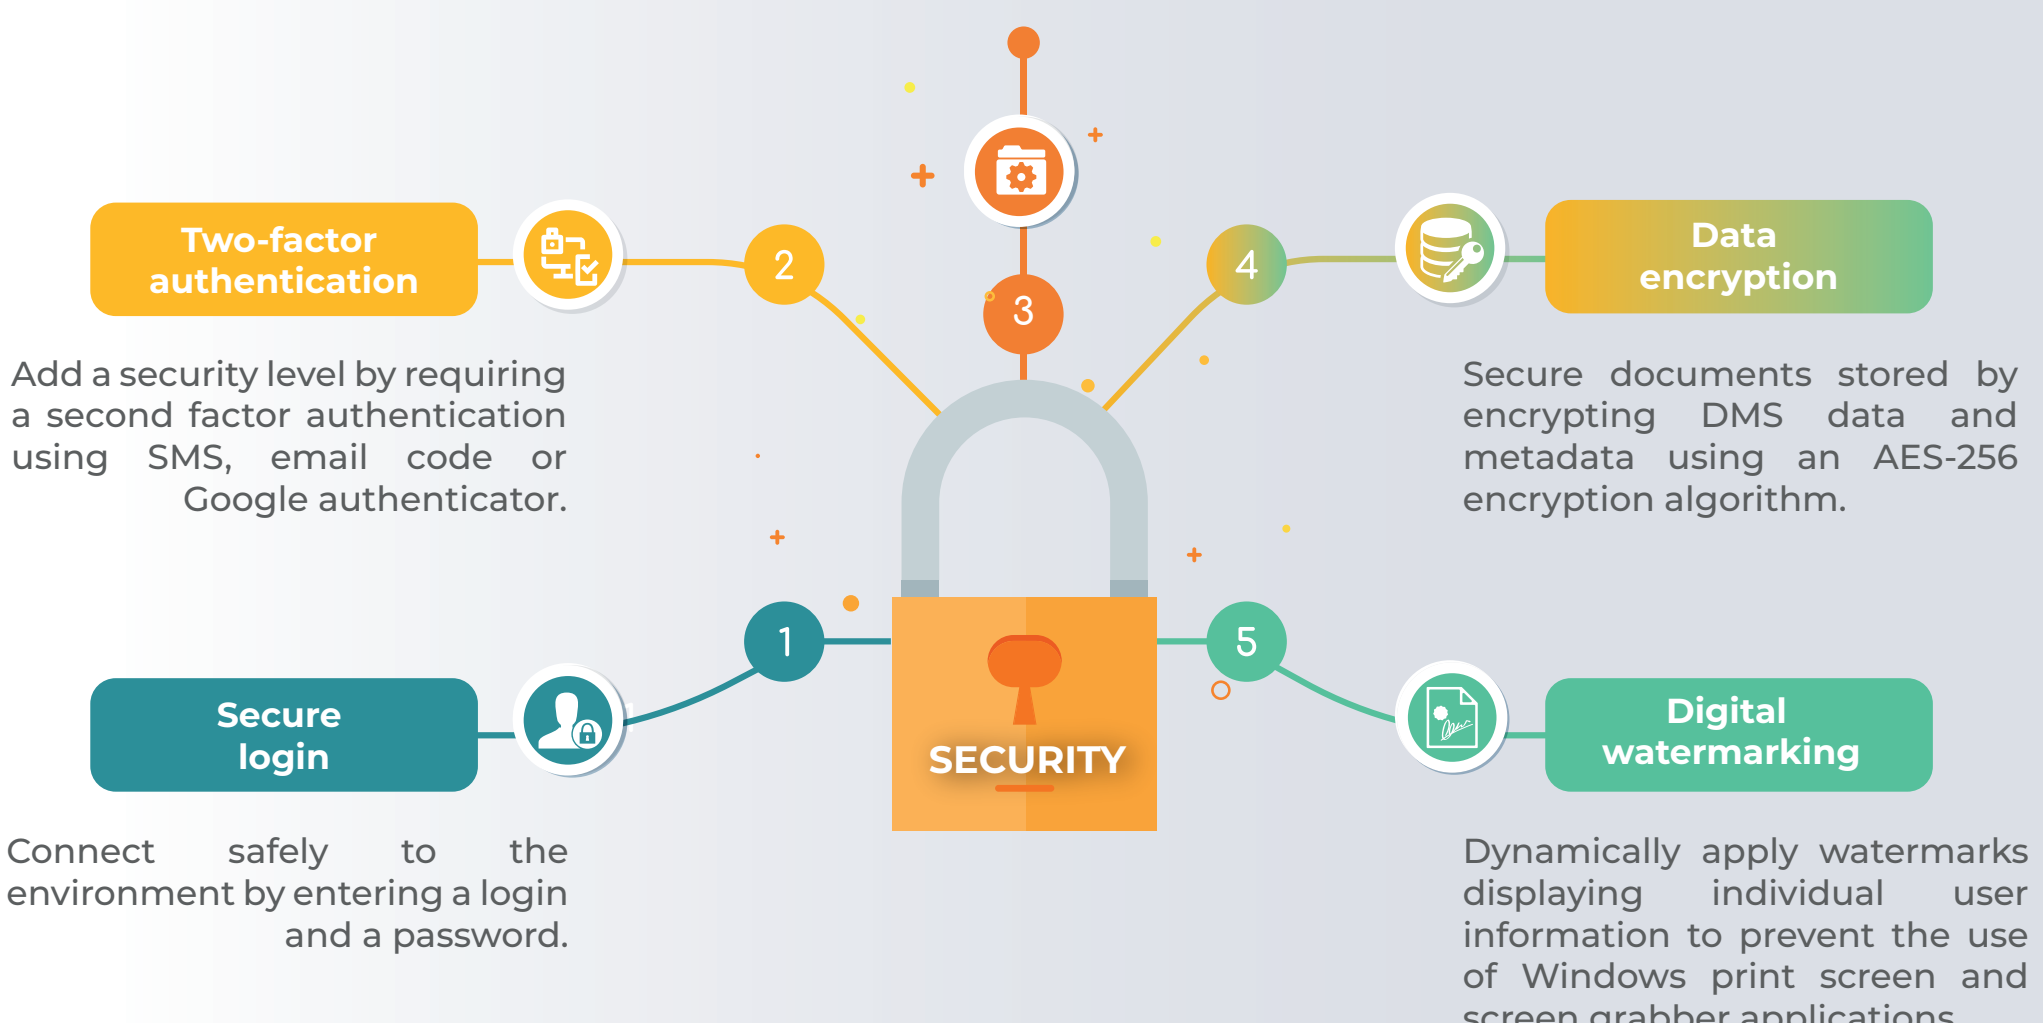 Two-factor
authentication
2
Add a security level by requiring
a second factor authentication
using SMS, email code or
Google authenticator.
3
4
Data
encryption
Secure documents stored by
encrypting DMS data and
metadata using an AES-256
encryption algorithm.
1
Secure
login
Connect safely to the
environment by entering a login
and a password.
SECURITY
5
Digital
watermarking
Dynamically apply watermarks
displaying individual user
information to prevent the use
of Windows print screen and
screen grabber applications